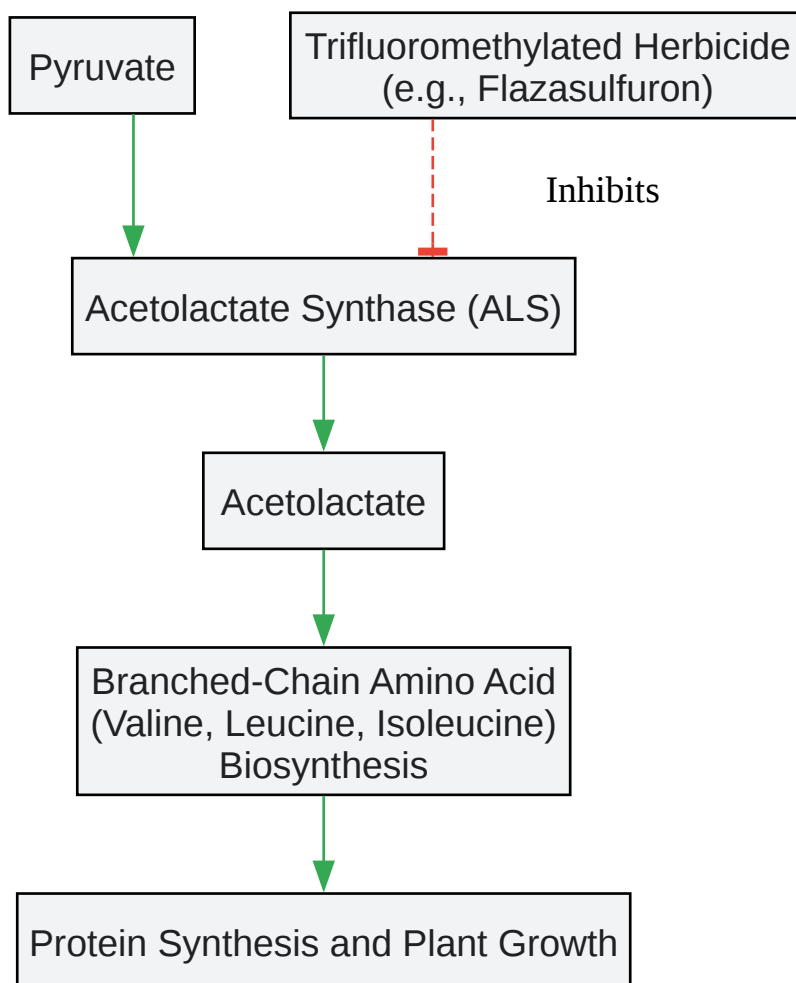 Pyruvate
Trifluoromethylated Herbicide
(e.g., Flazasulfuron)
Inhibits
Acetolactate Synthase (ALS)
Acetolactate
Branched-Chain Amino Acid
(Valine, Leucine, Isoleucine)
Biosynthesis
Protein Synthesis and Plant Growth